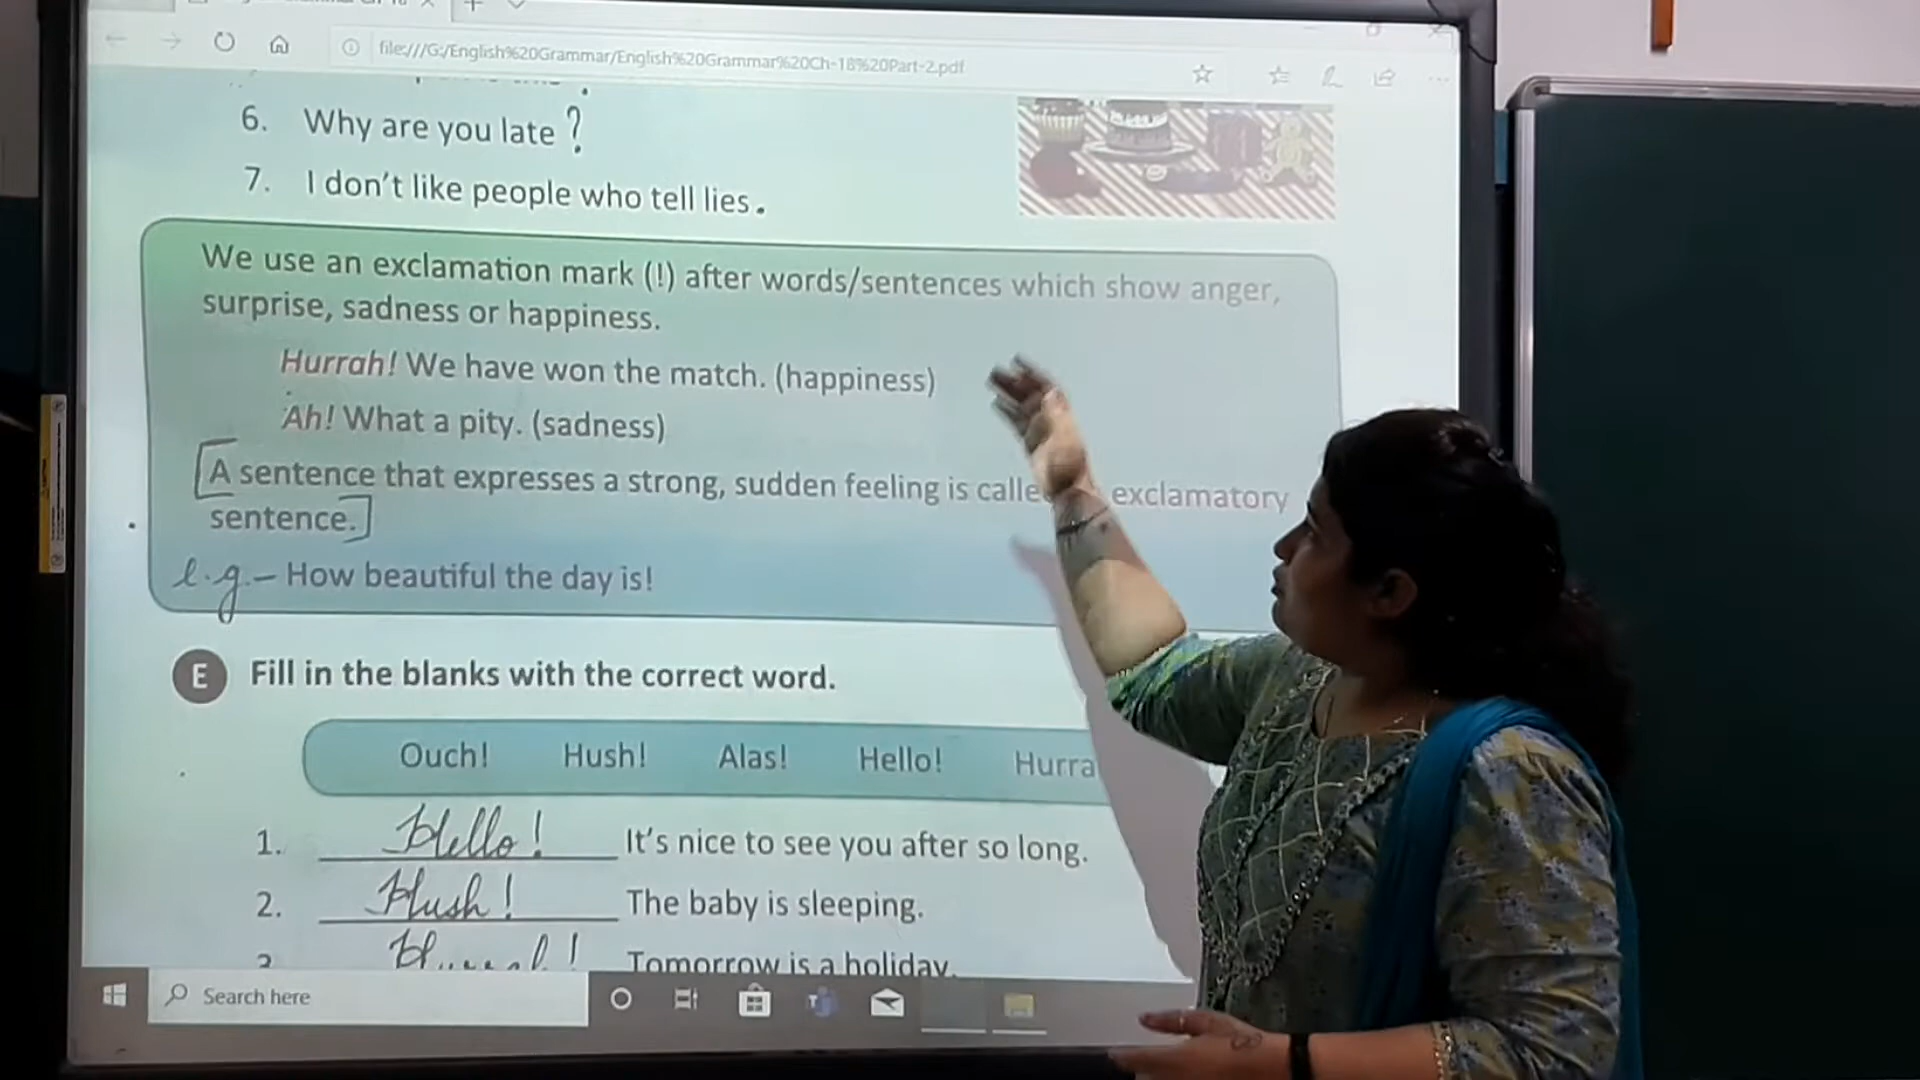 file:///G:/English%20Grammar/English%20Grammar%20Ch-18%20Part-2.pdf
6. Why are you late ?
7. I don't like people who tell lies.
We use an exclamation mark (!) after words/sentences which show anger,
surprise, sadness or happiness.
Hurrah! We have won the match. (happiness)
Ah! What a pity. (sadness)
A sentence that expresses a strong, sudden feeling is calle exclamatory
sentence.
e.g.– How beautiful the day is!
E Fill in the blanks with the correct word.
Ouch! Hush! Alas! Hello! Hurra
1. Hello! It's nice to see you after so long.
2. Hush! The baby is sleeping.
3 Tomorrow is a holiday.
Search here